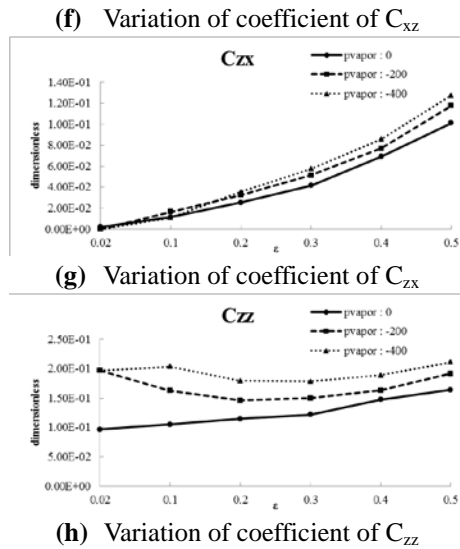 (f) Variation of coefficient of Cxz
Czx
pvapor : 0
pvapor : -200
pvapor : -400
dimensionless
1.40E-01
1.20E-01
1.00E-01
8.00E-02
6.00E-02
4.00E-02
2.00E-02
0.00E+00
0.02 0.1 0.2 0.3 0.4 0.5
ε
(g) Variation of coefficient of Czx
Czz
pvapor : 0
pvapor : -200
pvapor : -400
dimensionless
2.50E-01
2.00E-01
1.50E-01
1.00E-01
5.00E-02
0.00E+00
0.02 0.1 0.2 0.3 0.4 0.5
ε
(h) Variation of coefficient of Czz